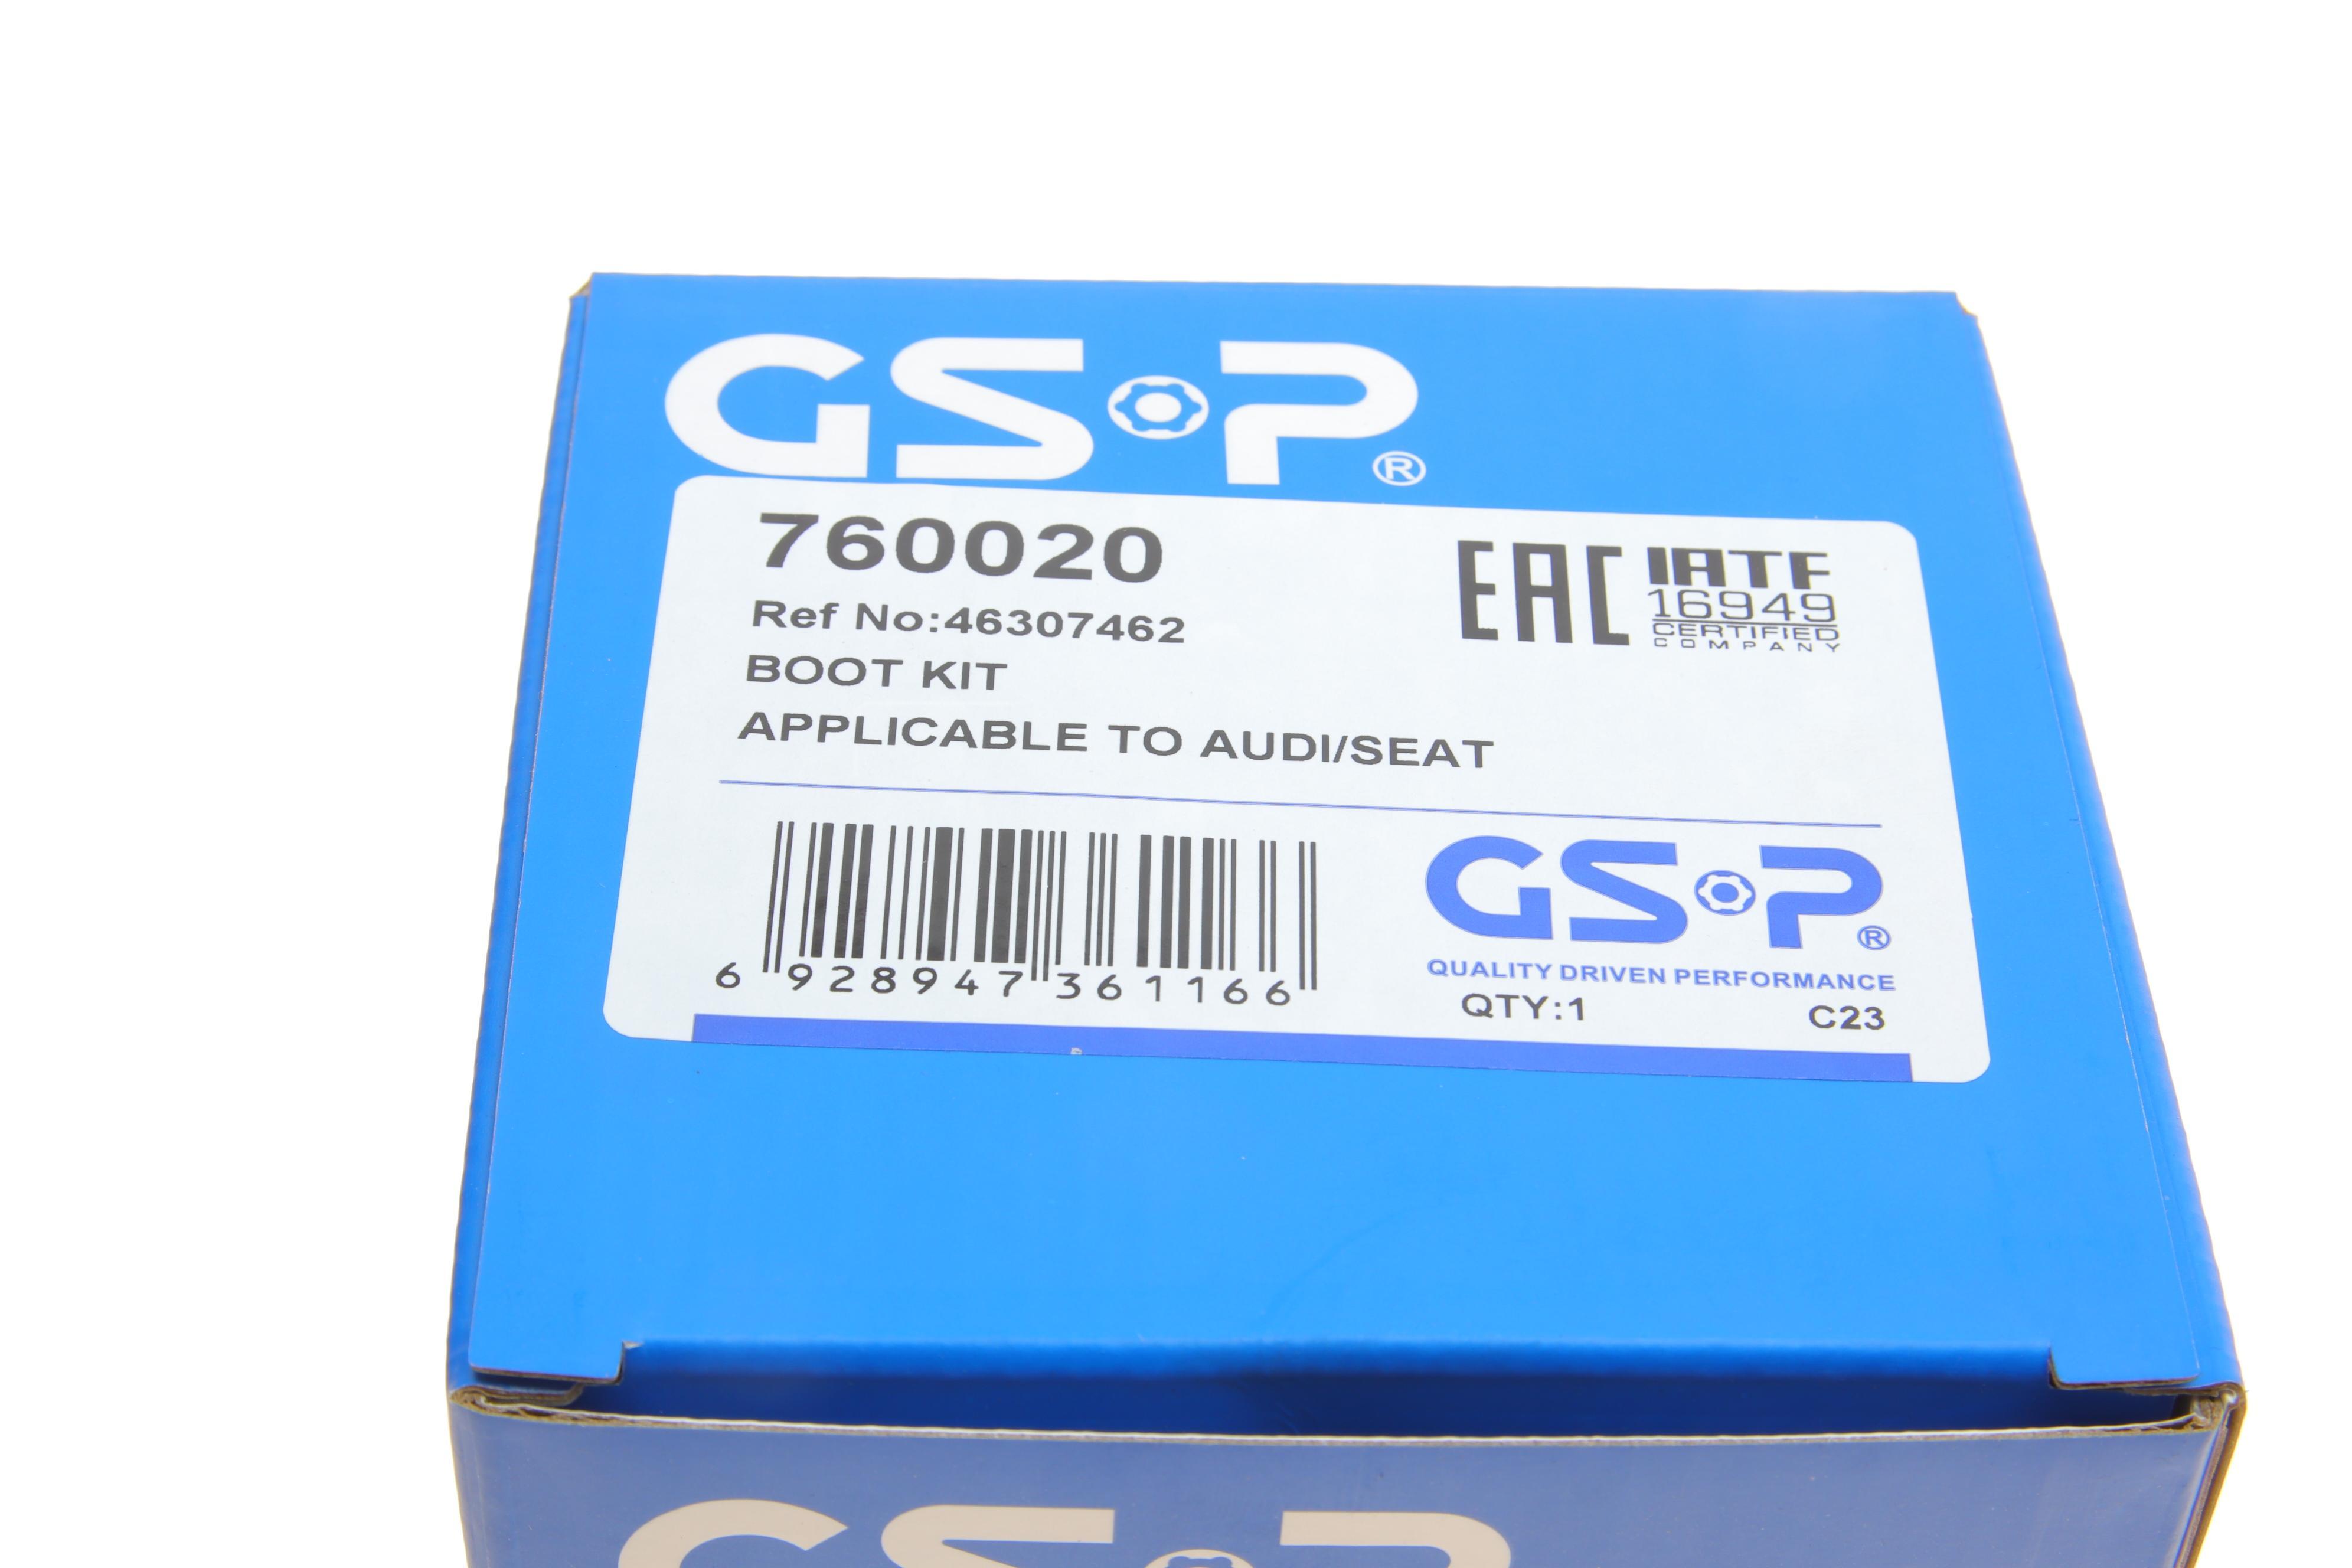 GSP®
760020
Ref No:46307462
BOOT KIT
APPLICABLE TO AUDI/SEAT
EAC
IATF
16949
CERTIFIED
COMPANY
6 928947 361166
GSP®
QUALITY DRIVEN PERFORMANCE
QTY:1 C23
GSP